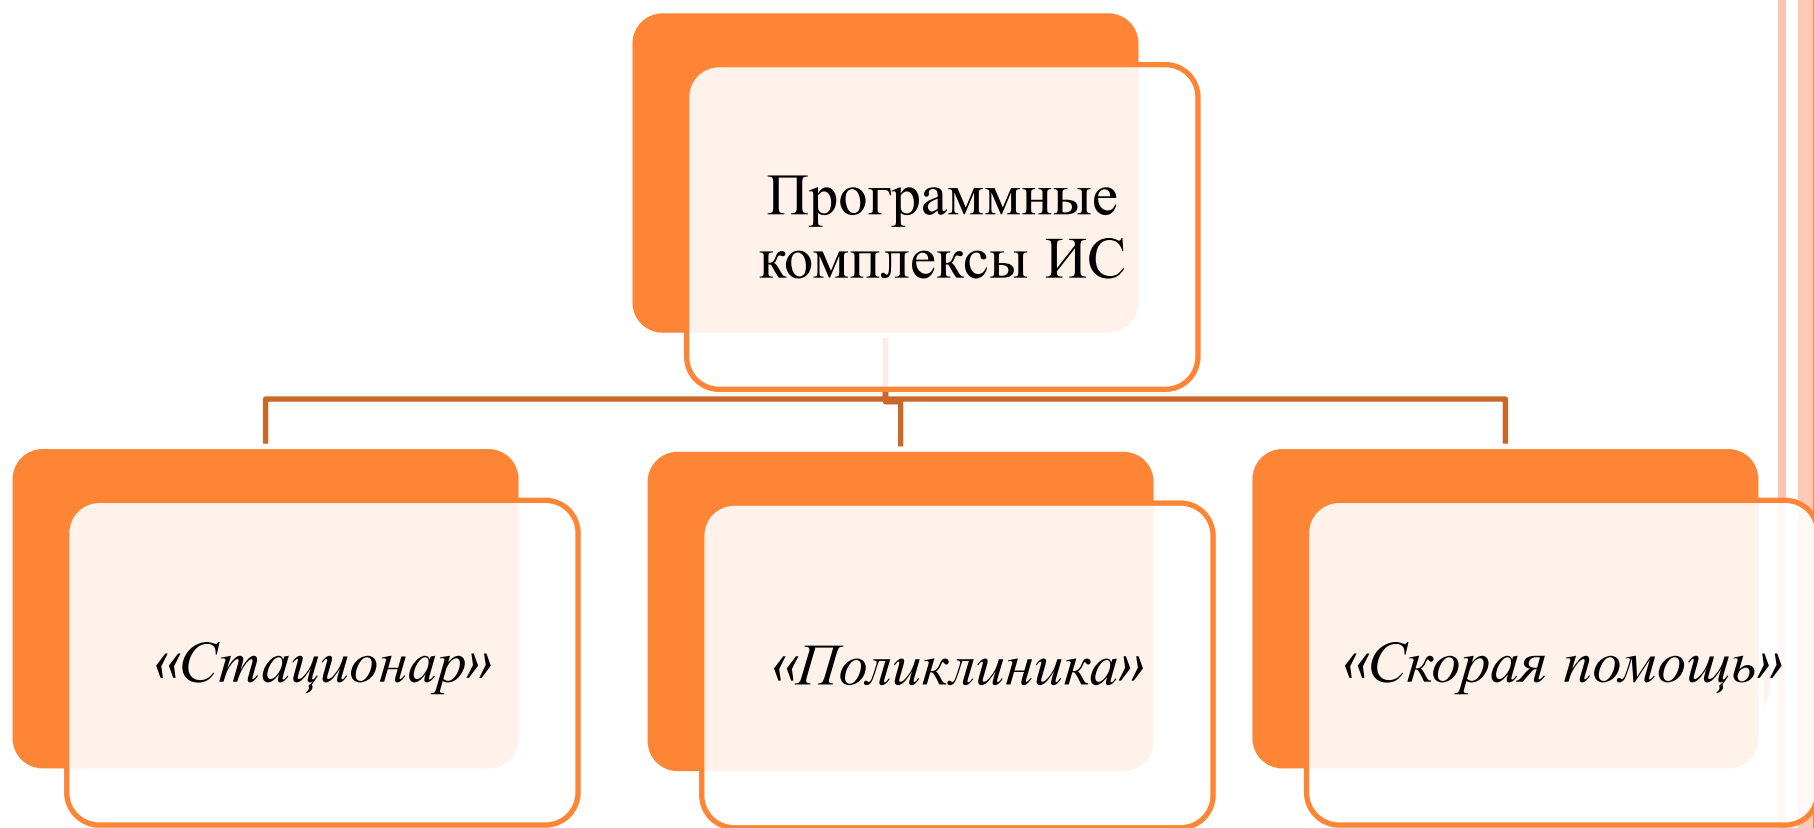 Программные
комплексы ИС
«Стационар»
«Поликлиника»
«Скорая помощь»